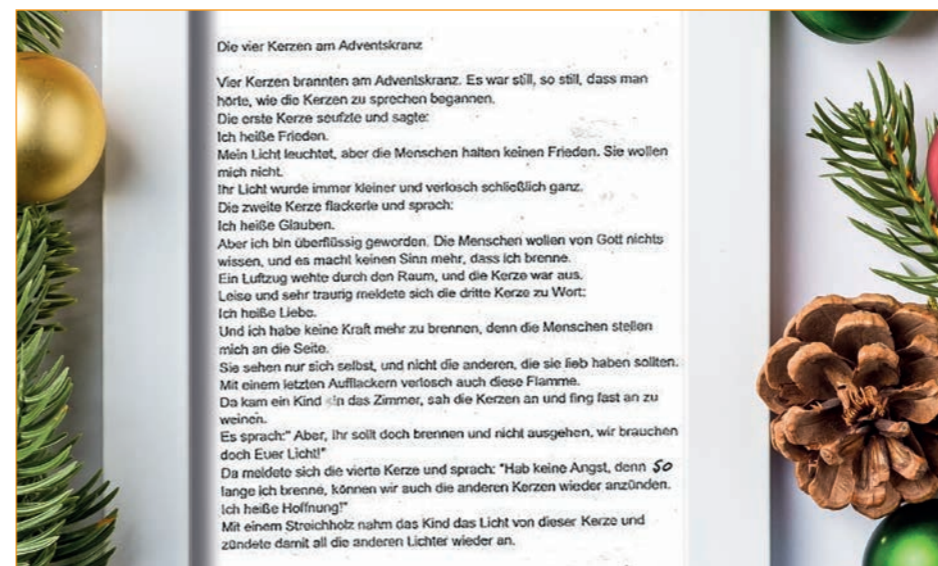 Die vier Kerzen am Adventskranz
Vier Kerzen brannten am Adventskranz. Es war still, so still, dass man
hörte, wie die Kerzen zu sprechen begannen.
Die erste Kerze seufzte und sagte:
Ich heiße Frieden.
Mein Licht leuchtet, aber die Menschen halten keinen Frieden. Sie wollen
mich nicht.
Ihr Licht wurde immer kleiner und verlosch schließlich ganz.
Die zweite Kerze flackerte und sprach:
Ich heiße Glauben.
Aber ich bin überflüssig geworden. Die Menschen wollen von Gott nichts
wissen, und es macht keinen Sinn mehr, dass ich brenne.
Ein Luftzug wehte durch den Raum, und die Kerze war aus.
Leise und sehr traurig meldete sich die dritte Kerze zu Wort:
Ich heiße Liebe.
Und ich habe keine Kraft mehr zu brennen, denn die Menschen stellen
mich an die Seite.
Sie sehen nur sich selbst, und nicht die anderen, die sie lieb haben sollten.
Mit einem letzten Aufflackern verlosch auch diese Flamme.
Da kam ein Kind in das Zimmer, sah die Kerzen an und fing fast an zu
weinen.
Es sprach:" Aber, Ihr sollt doch brennen und nicht ausgehen, wir brauchen
doch Euer Licht!"
Da meldete sich die vierte Kerze und sprach: "Hab keine Angst, denn so
lange ich brenne, können wir auch die anderen Kerzen wieder anzünden.
Ich heiße Hoffnung!"
Mit einem Streichholz nahm das Kind das Licht von dieser Kerze und
zündete damit all die anderen Lichter wieder an.